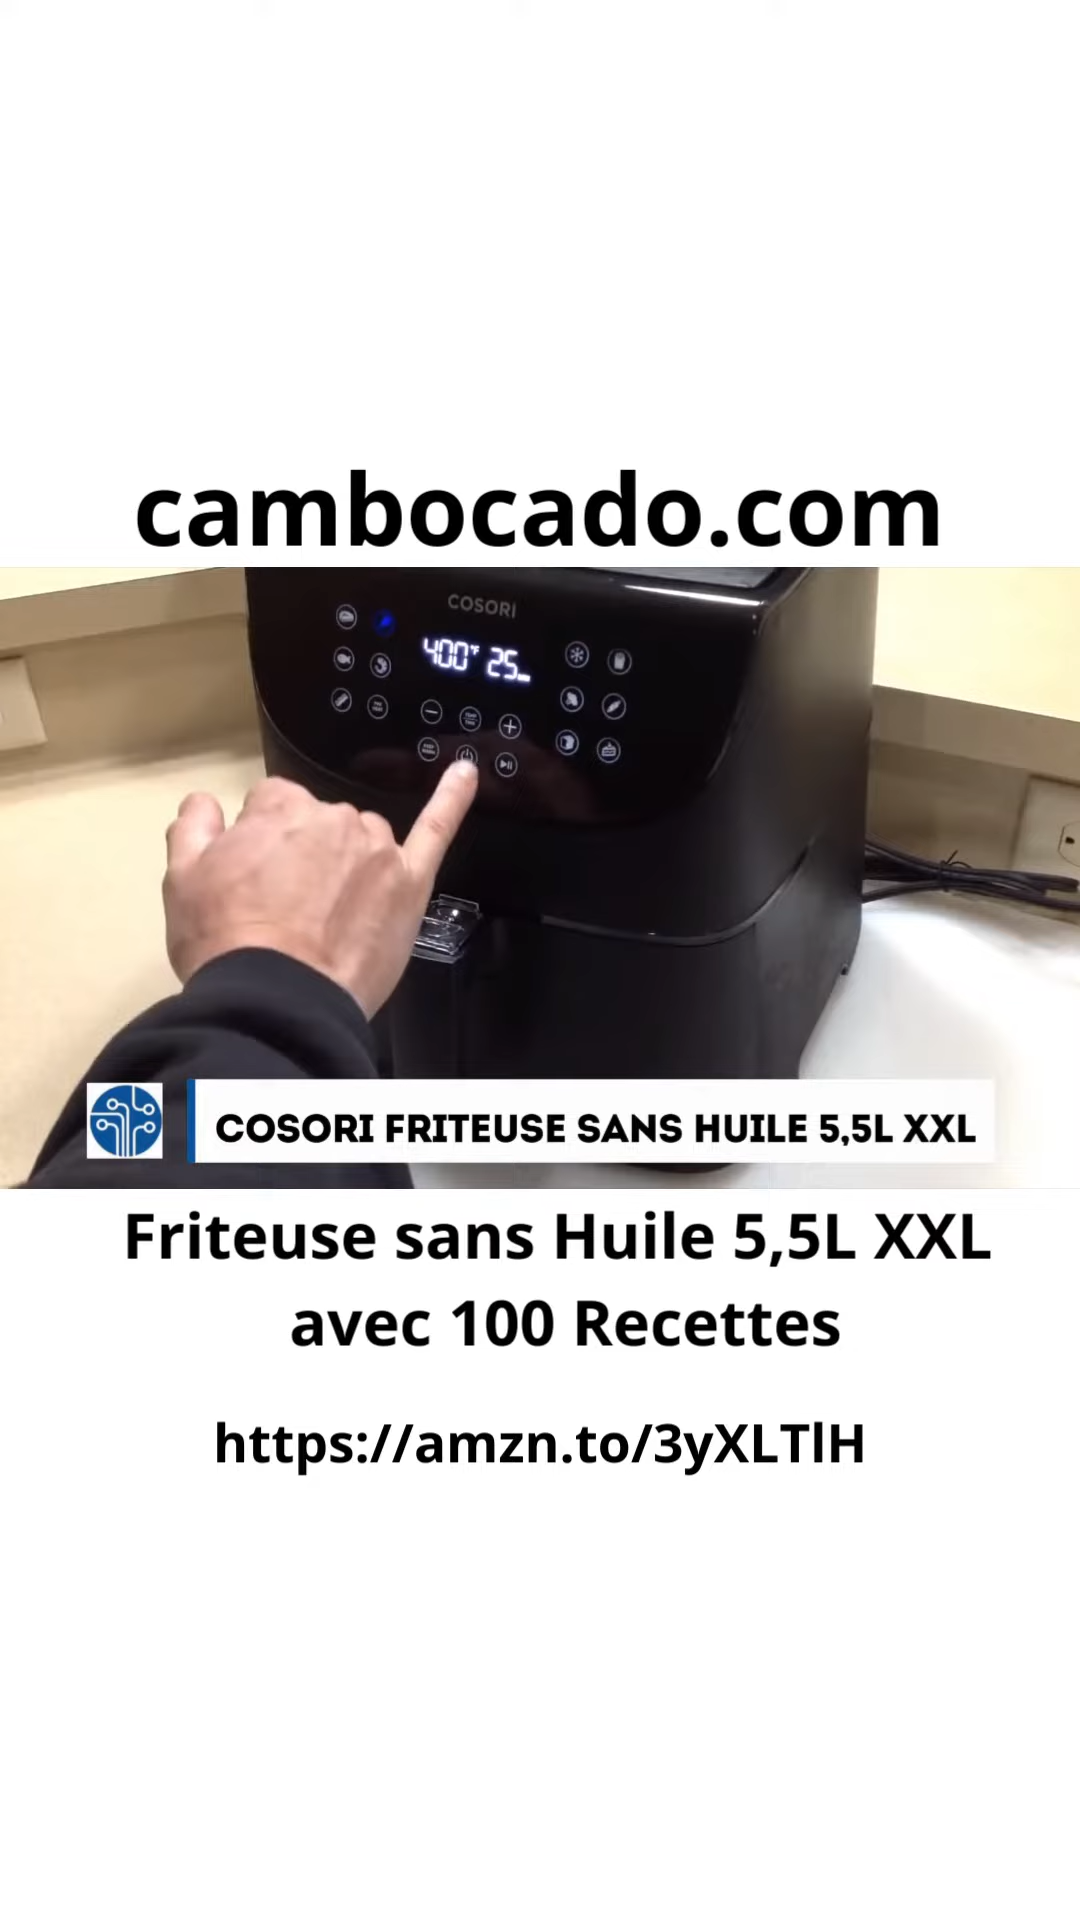 cambocado.com
COSORI
400°F 25
COSORI FRITEUSE SANS HUILE 5,5L XXL
Friteuse sans Huile 5,5L XXL
avec 100 Recettes
https://amzn.to/3yXLTlH